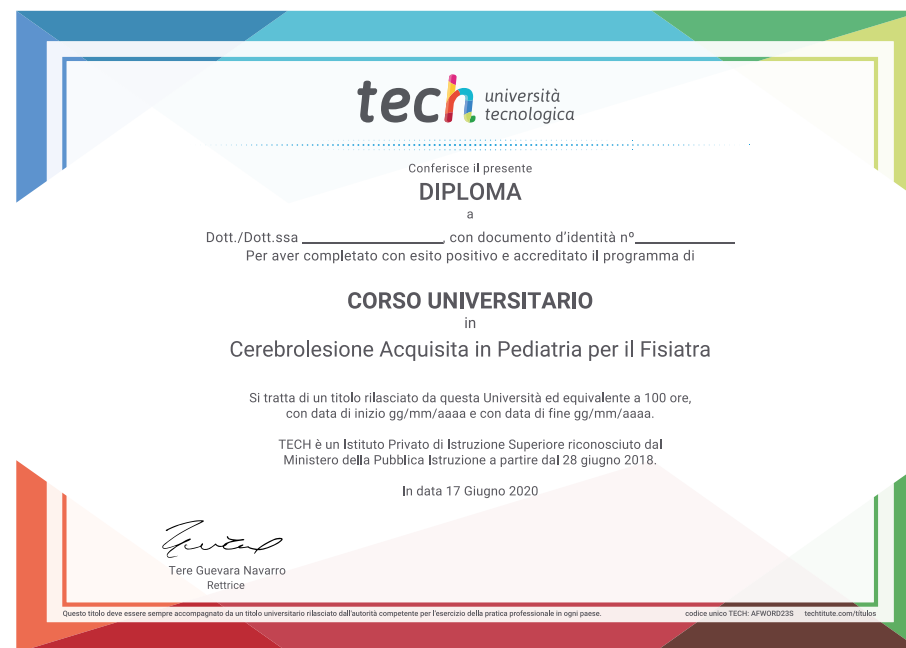 tech università
tecnologica
Conferisce il presente
DIPLOMA
a
Dott./Dott.ssa ____________________, con documento d'identità nº______________
Per aver completato con esito positivo e accreditato il programma di
CORSO UNIVERSITARIO
in
Cerebrolesione Acquisita in Pediatria per il Fisiatra
Si tratta di un titolo rilasciato da questa Università ed equivalente a 100 ore,
con data di inizio gg/mm/aaaa e con data di fine gg/mm/aaaa.
TECH è un Istituto Privato di Istruzione Superiore riconosciuto dal
Ministero della Pubblica Istruzione a partire dal 28 giugno 2018.
In data 17 Giugno 2020
Tere Guevara Navarro
Rettrice
Questo titolo deve essere sempre accompagnato da un titolo universitario rilasciato dall'autorità competente per l'esercizio della pratica professionale in ogni paese. codice unico TECH: AFWORD23S techtitute.com/títulos